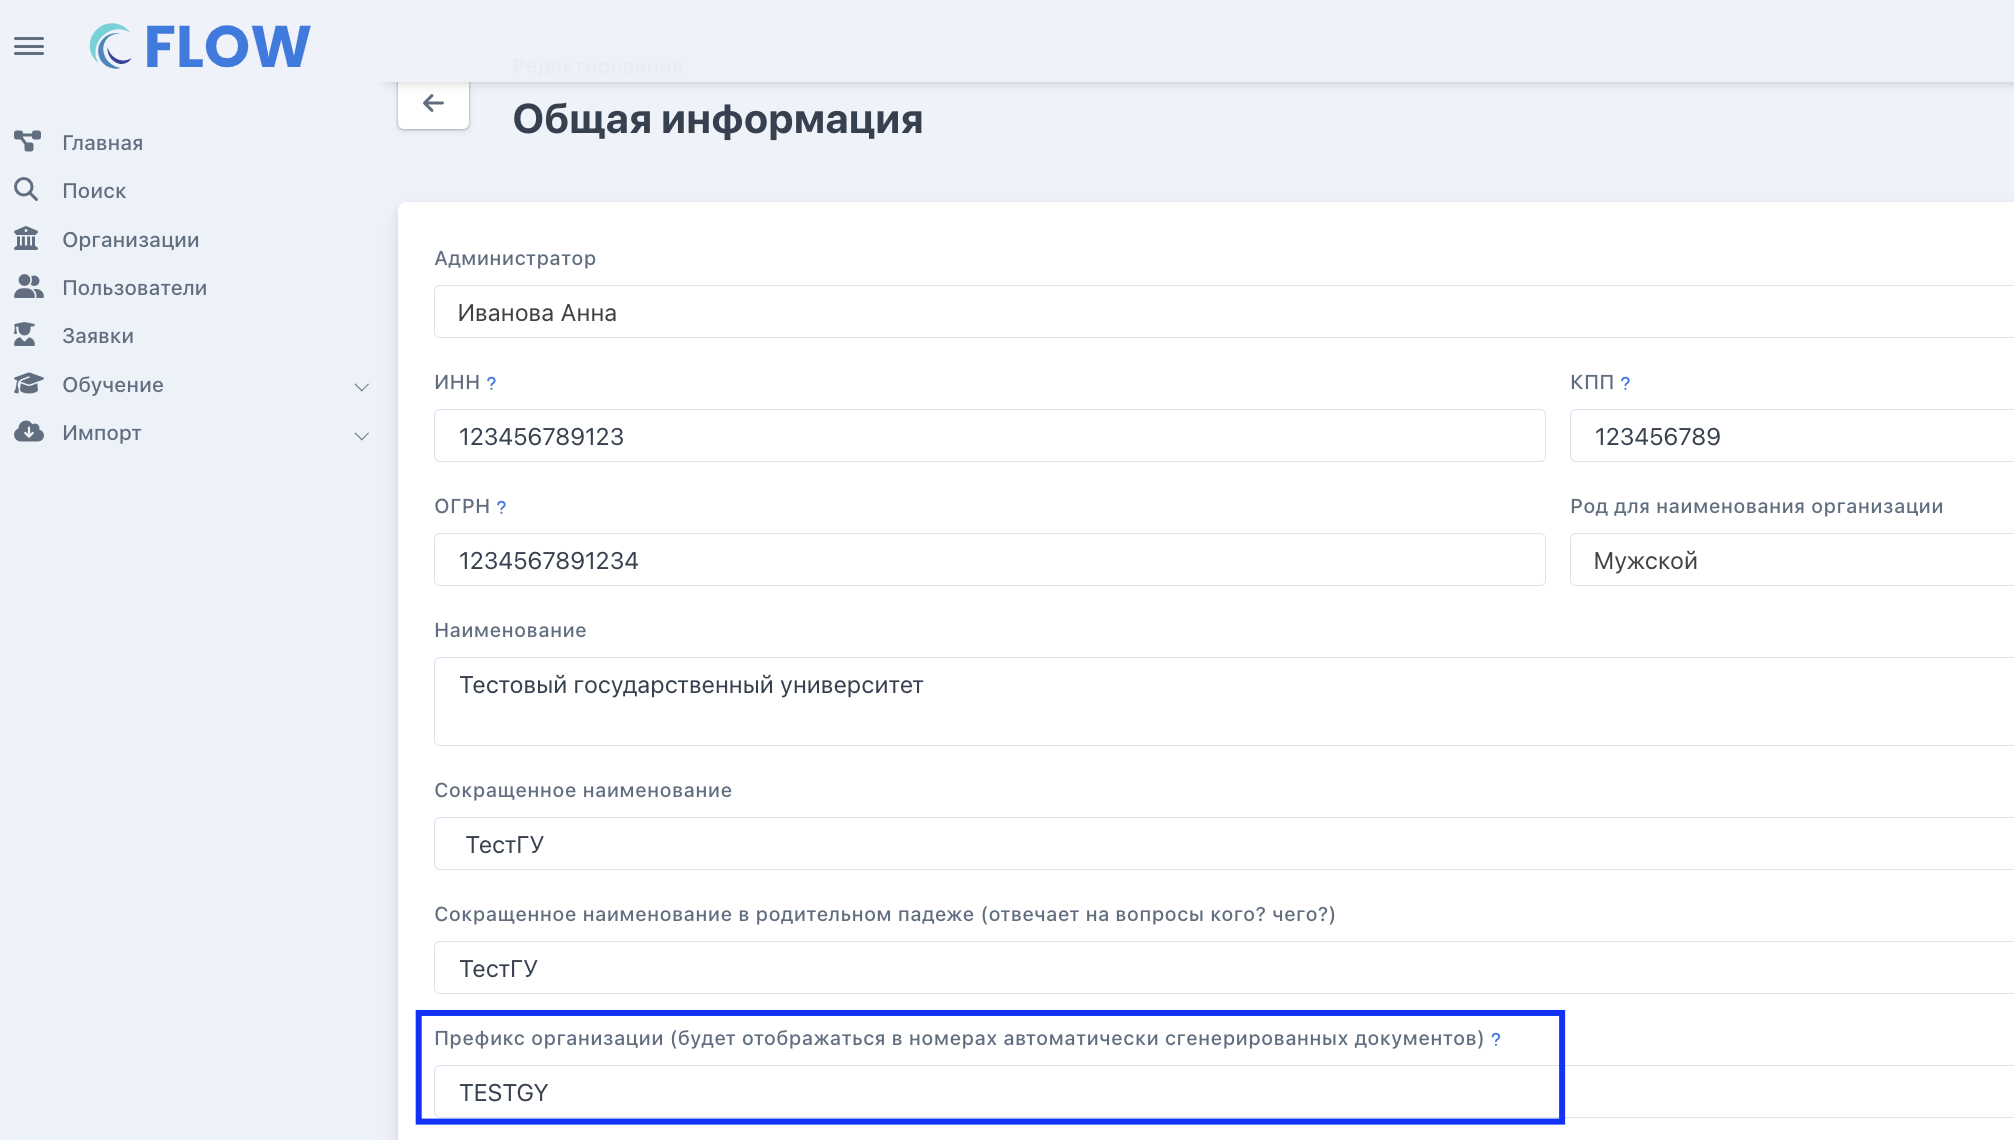 FLOW
Редактирование
Общая информация
Главная
Поиск
Организации
Пользователи
Заявки
Обучение
Импорт
Администратор
Иванова Анна
ИНН ?
КПП ?
123456789123
123456789
ОГРН ?
Род для наименования организации
1234567891234
Мужской
Наименование
Тестовый государственный университет
Сокращенное наименование
ТестГУ
Сокращенное наименование в родительном падеже (отвечает на вопросы кого? чего?)
ТестГУ
Префикс организации (будет отображаться в номерах автоматически сгенерированных документов) ?
TESTGY